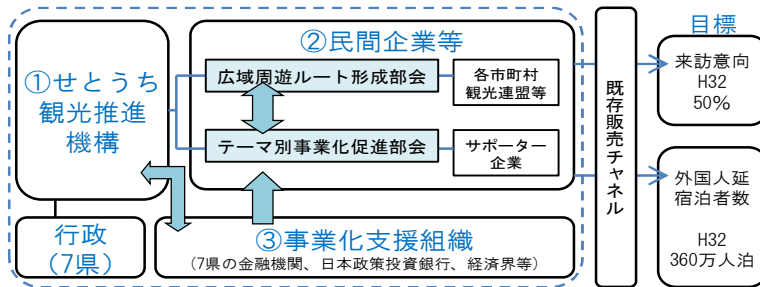 ①せとうち
観光推進
機構
行政
(7県)
②民間企業等
広域周遊ルート形成部会
各市町村
観光連盟等
テーマ別事業化促進部会
サポーター
企業
③事業化支援組織
(7県の金融機関、日本政策投資銀行、経済界等)
既存販売チャネル
目標
来訪意向
H32
50%
外国人延
宿泊者数
H32
360万人泊